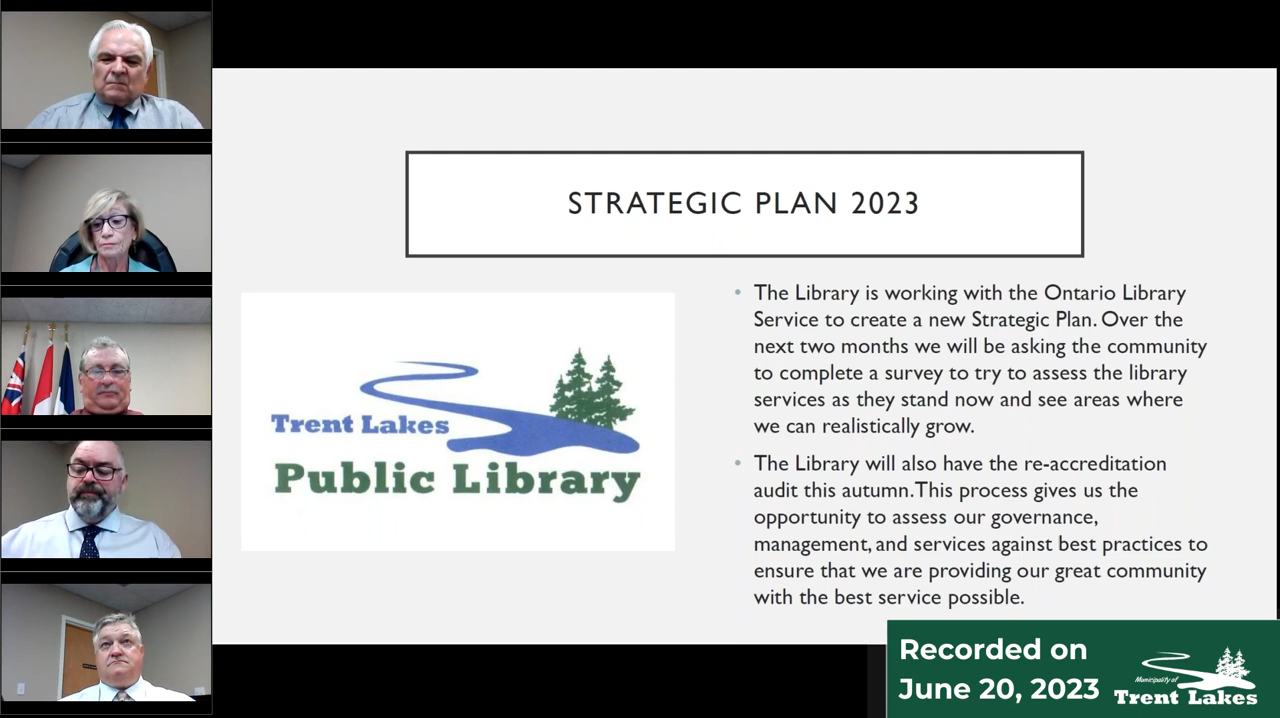 STRATEGIC PLAN 2023
Trent Lakes
Public Library
• The Library is working with the Ontario Library
Service to create a new Strategic Plan. Over the
next two months we will be asking the community
to complete a survey to try to assess the library
services as they stand now and see areas where
we can realistically grow.
• The Library will also have the re-accreditation
audit this autumn.This process gives us the
opportunity to assess our governance,
management, and services against best practices to
ensure that we are providing our great community
with the best service possible.
Recorded on
June 20, 2023
Municipality of
Trent Lakes